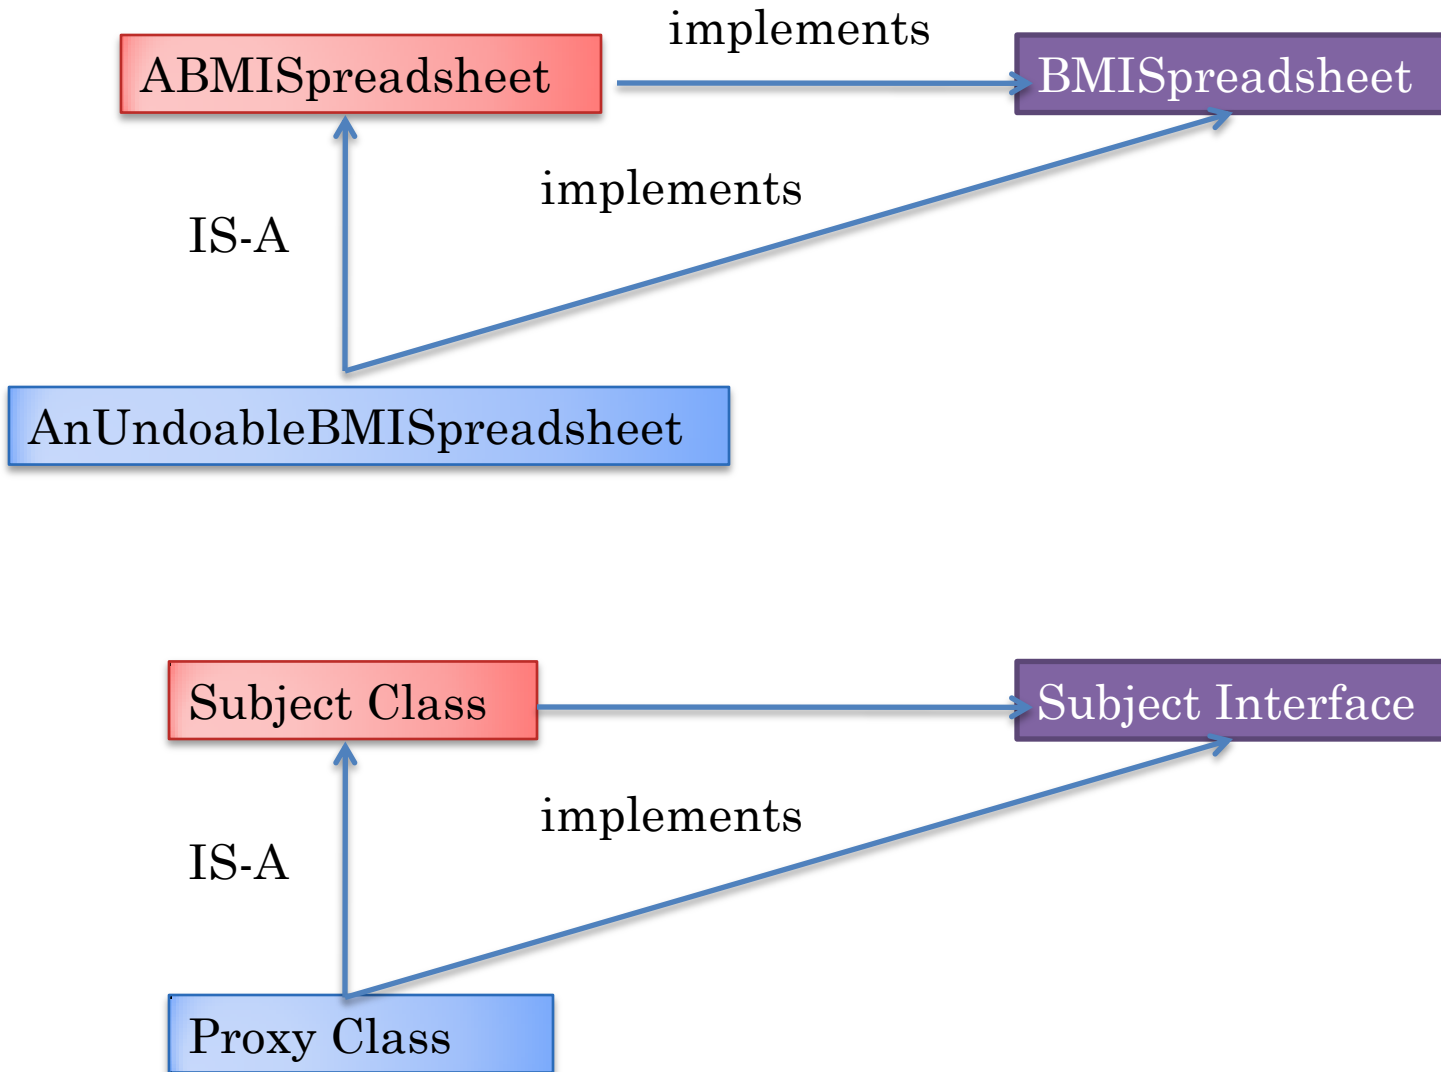 implements
ABMISpreadsheet
BMISpreadsheet
implements
IS-A
AnUndoableBMISpreadsheet
Subject Class
Subject Interface
implements
IS-A
Proxy Class